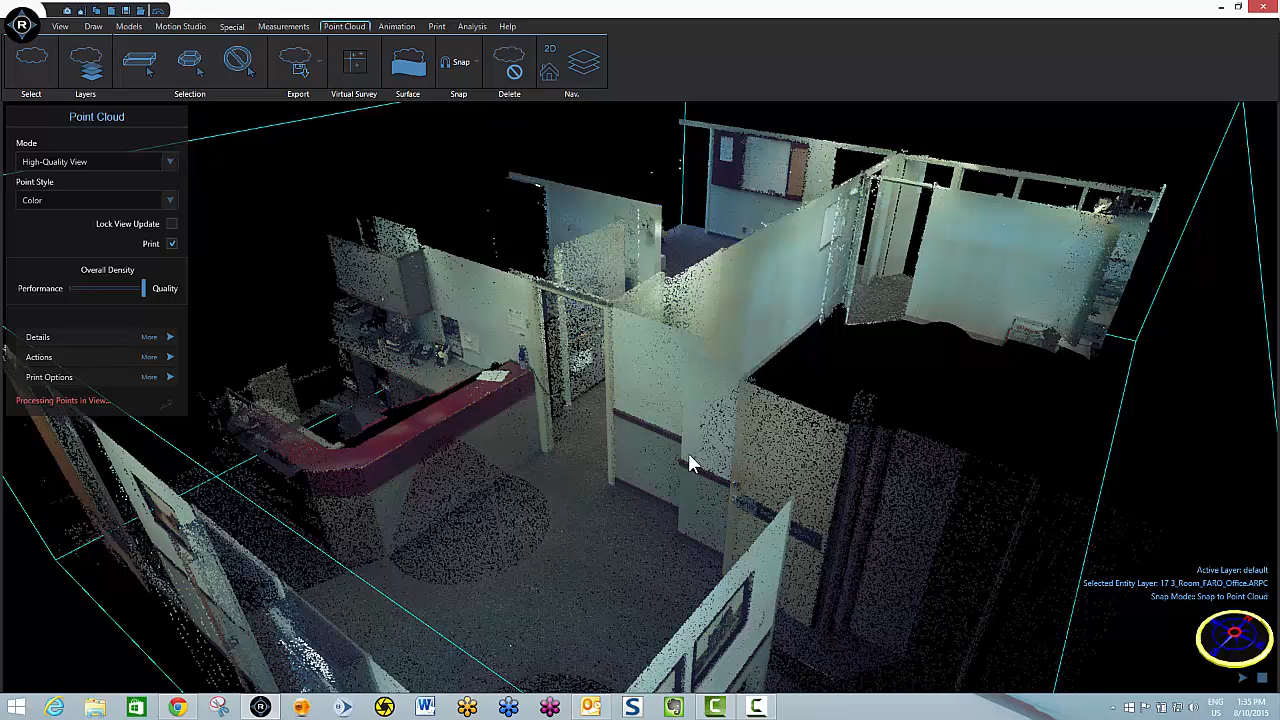 R
View Draw Models Motion Studio Special Measurements Point Cloud Animation Print Analysis Help
Snap
2D
Select Layers Selection Export Virtual Survey Surface Snap Delete Nav.
Point Cloud
Mode
High-Quality View
Point Style
Color
Lock View Update
Print
Overall Density
Performance Quality
Details More
Actions More
Print Options More
Processing Points In View...
Active Layer: default
Selected Entity Layer: 17 3_Room_FARO_Office.ARPC
Snap Mode:: Snap to Point Cloud
ENG 1:35 PM
US 8/10/2015